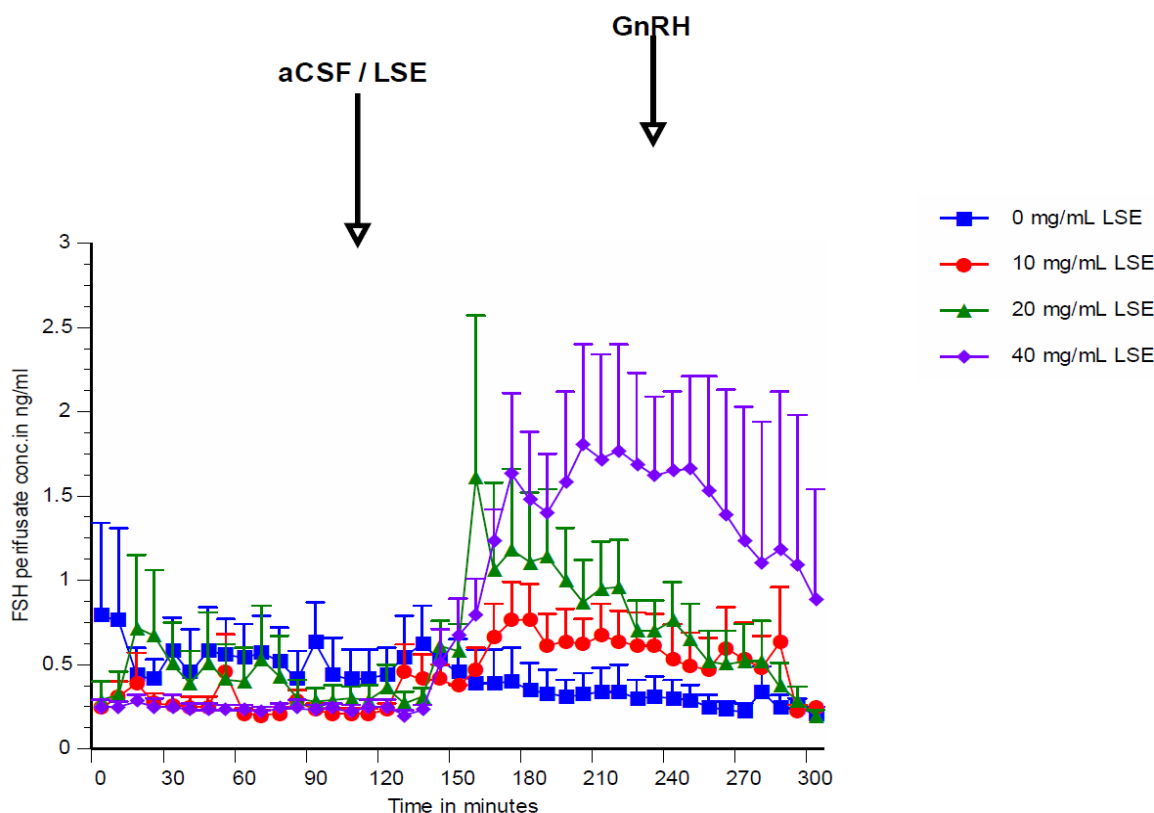 GnRH
aCSF / LSE
0 mg/mL LSE
10 mg/mL LSE
20 mg/mL LSE
40 mg/mL LSE
3
2.5
2
1.5
1
0.5
0
FSH perifusate conc.in ng/ml
0 30 60 90 120 150 180 210 240 270 300
Time in minutes